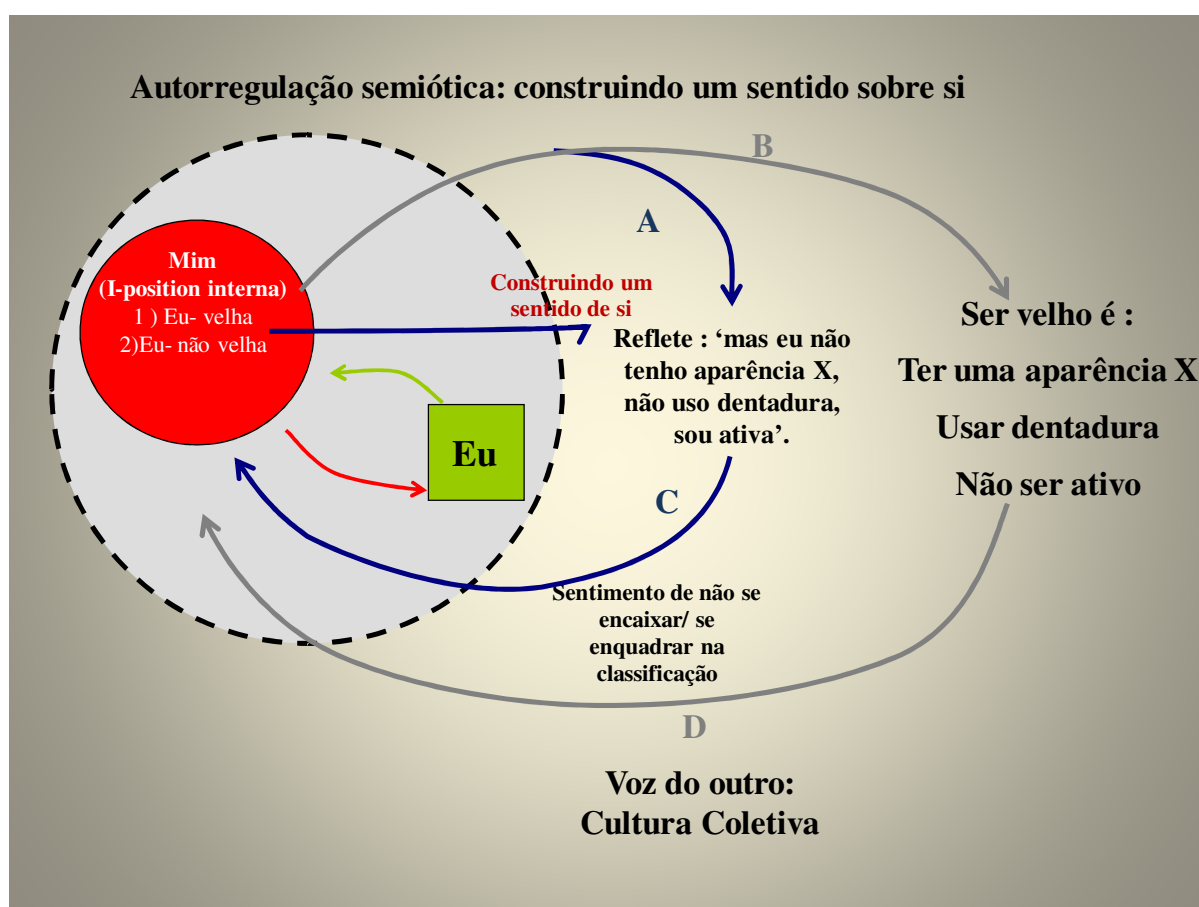 Autorregulação semiótica: construindo um sentido sobre si
B
A
Mim
(I-position interna)
1 ) Eu- velha
2)Eu- não velha
Construindo um
sentido de si
Reflete : ‘mas eu não
tenho aparência X,
não uso dentadura,
sou ativa’.
Ser velho é :
Ter uma aparência X
Usar dentadura
Não ser ativo
Eu
C
Sentimento de não se
encaixar/ se
enquadrar na
classificação
D
Voz do outro:
Cultura Coletiva